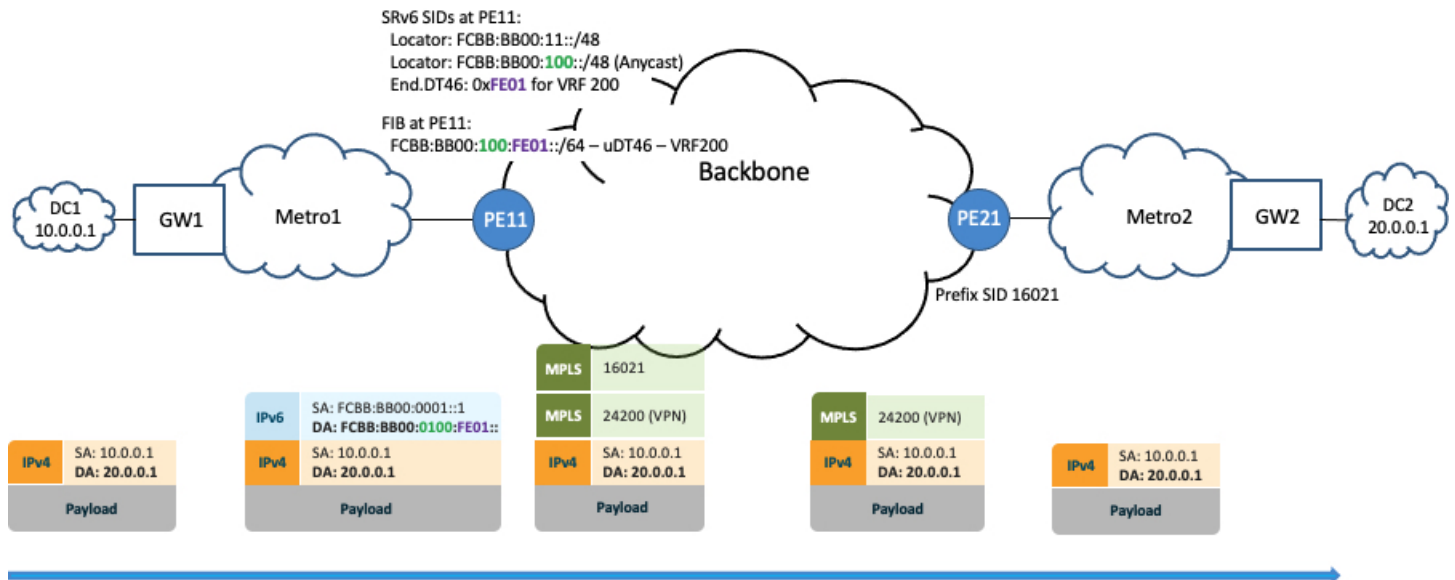 SRv6 SIDs at PE11:
Locator: FCBB:BB00:11::/48
Locator: FCBB:BB00:100::/48 (Anycast)
End.DT46: 0xFE01 for VRF 200
FIB at PE11:
FCBB:BB00:100:FE01::/64 – uDT46 – VRF200
Backbone
DC1
10.0.0.1
GW1
Metro1
PE11
PE21
Metro2
GW2
DC2
20.0.0.1
Prefix SID 16021
IPv4
SA: 10.0.0.1
DA: 20.0.0.1
Payload
IPv6
SA: FCBB:BB00:0001::1
DA: FCBB:BB00:0100:FE01::
IPv4
SA: 10.0.0.1
DA: 20.0.0.1
Payload
MPLS
16021
MPLS
24200 (VPN)
IPv4
SA: 10.0.0.1
DA: 20.0.0.1
Payload
MPLS
24200 (VPN)
IPv4
SA: 10.0.0.1
DA: 20.0.0.1
Payload
IPv4
SA: 10.0.0.1
DA: 20.0.0.1
Payload